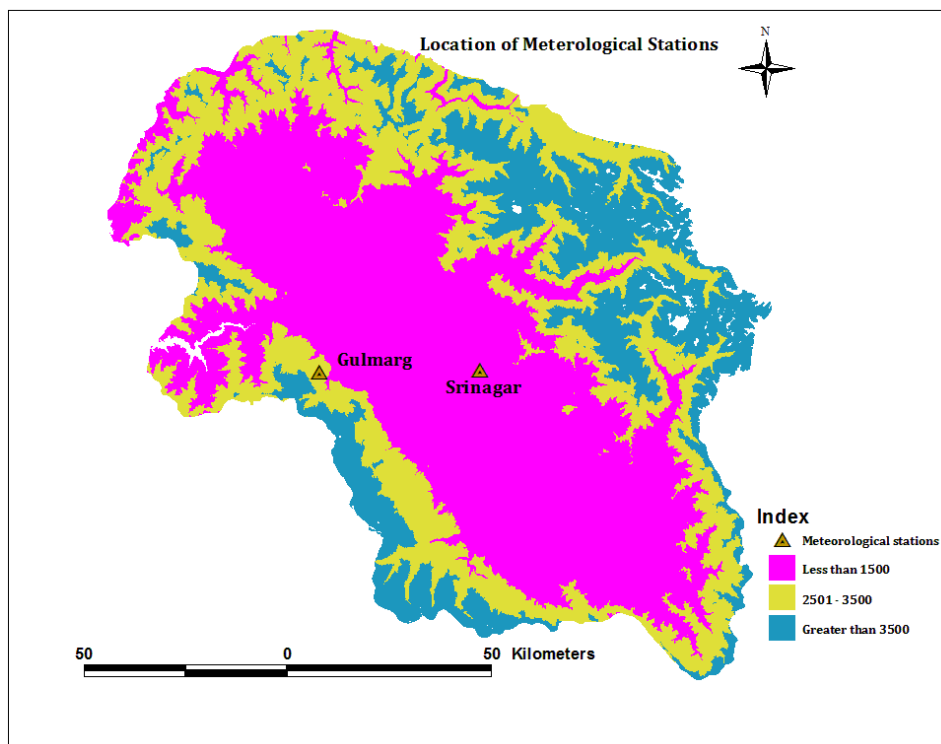 Location of Meterological Stations
N
Gulmarg
Srinagar
Index
Meteorological stations
Less than 1500
2501 - 3500
Greater than 3500
50 0 50 Kilometers